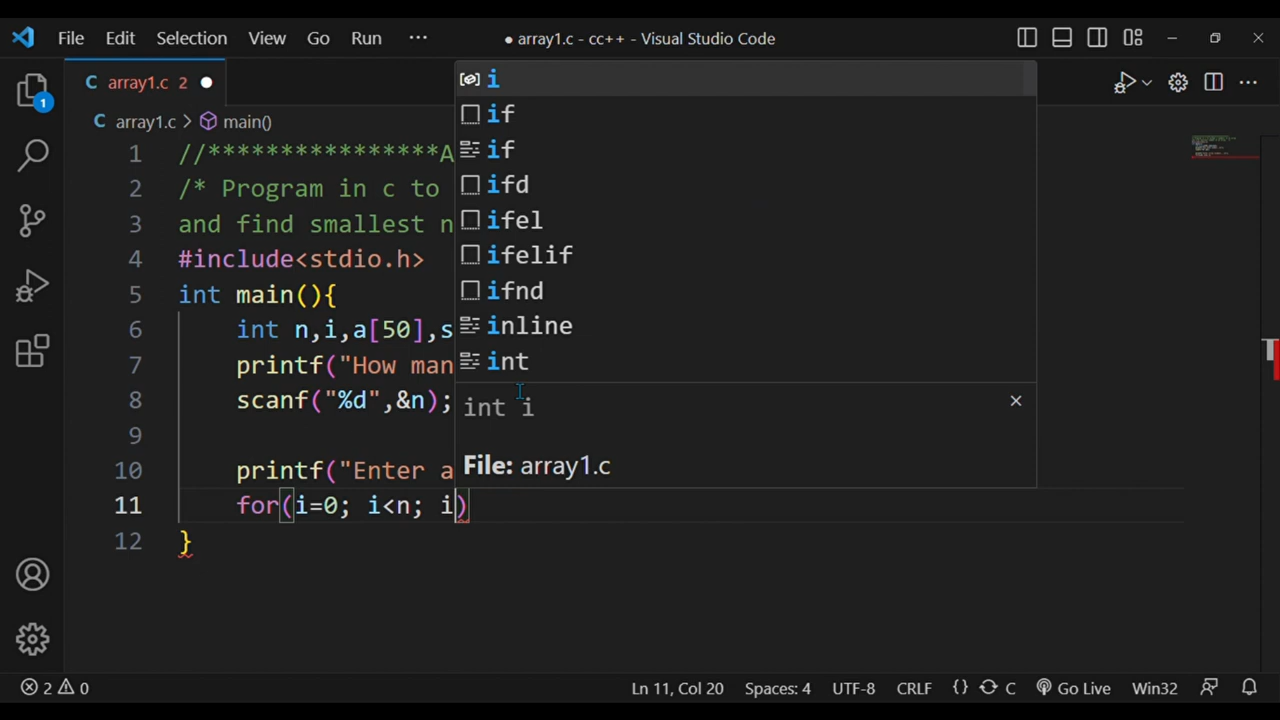 File Edit Selection View Go Run ··· ● array1.c - cc++ - Visual Studio Code
C array1.c 2 ●
C array1.c > main()
1 //****************A
2 /* Program in c to
3 and find smallest n
4 #include<stdio.h>
5 int main(){
6 int n,i,a[50],s
7 printf("How man
8 scanf("%d",&n);
9
10 printf("Enter a
11 for(i=0; i<n; i)
12 }
i
if
if
ifd
ifel
ifelif
ifnd
inline
int
int i
File: array1.c
1
2 0 Ln 11, Col 20 Spaces: 4 UTF-8 CRLF {} C Go Live Win32